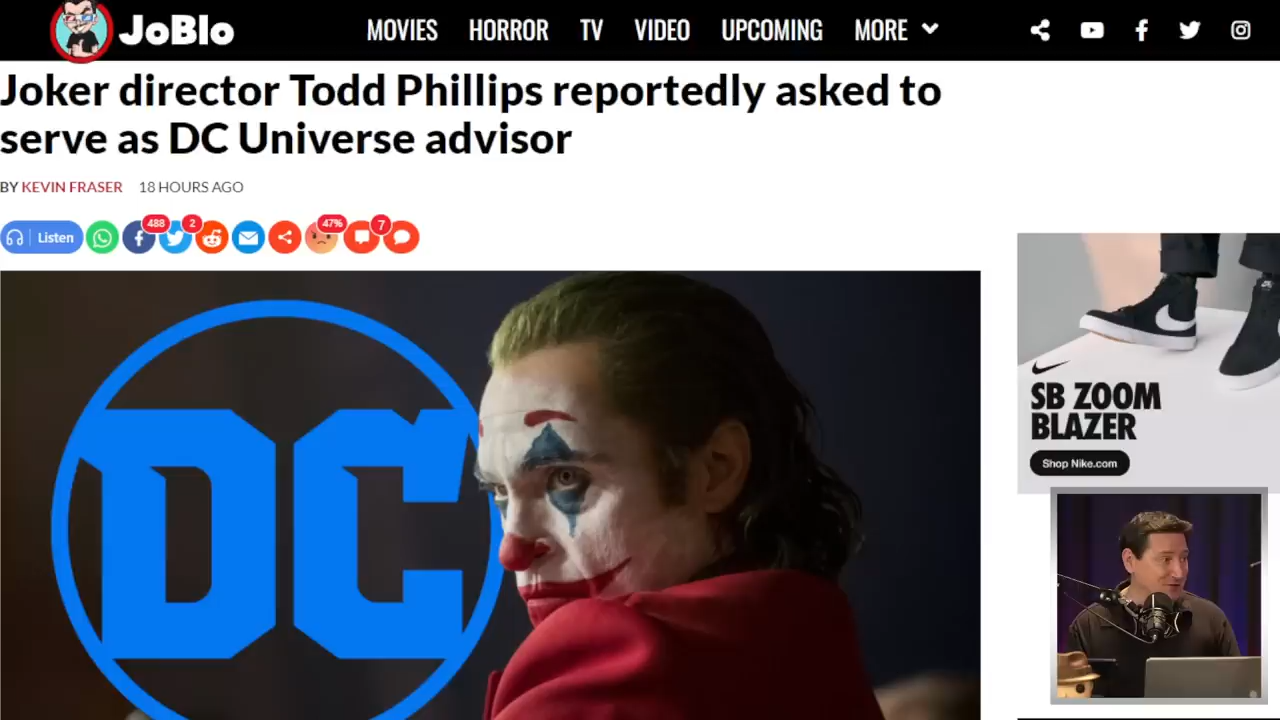 JoBlo
MOVIES HORROR TV VIDEO UPCOMING MORE
Joker director Todd Phillips reportedly asked to
serve as DC Universe advisor
BY KEVIN FRASER 18 HOURS AGO
Listen
488
2
47%
7
DC
SB ZOOM
BLAZER
Shop Nike.com